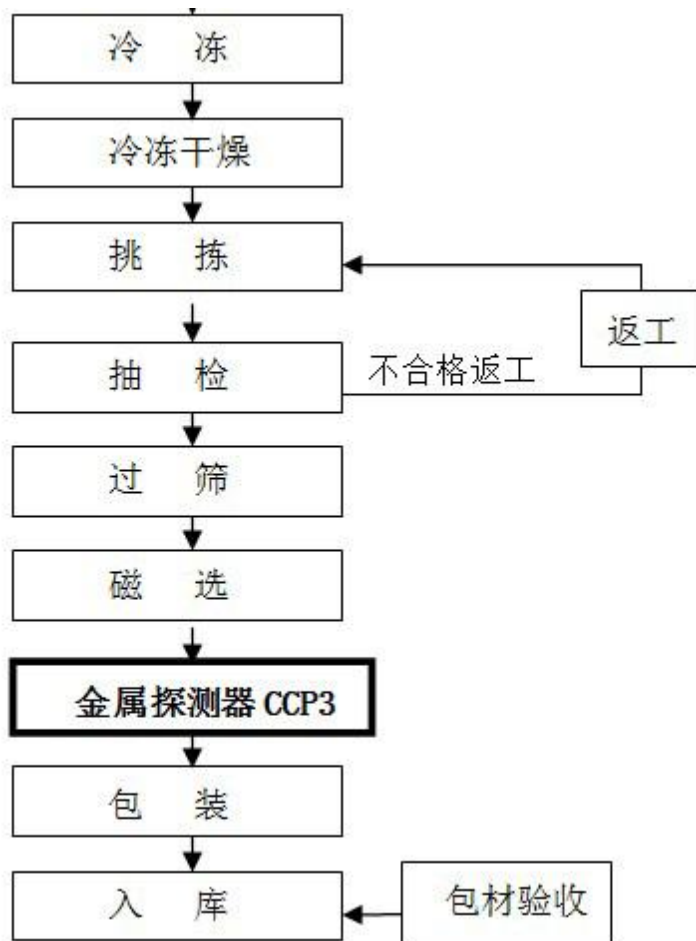 冷 冻
冷冻干燥
挑 拣
返工
抽 检
不合格返工
过 筛
磁 选
金属探测器 CCP3
包 装
入 库
包材验收